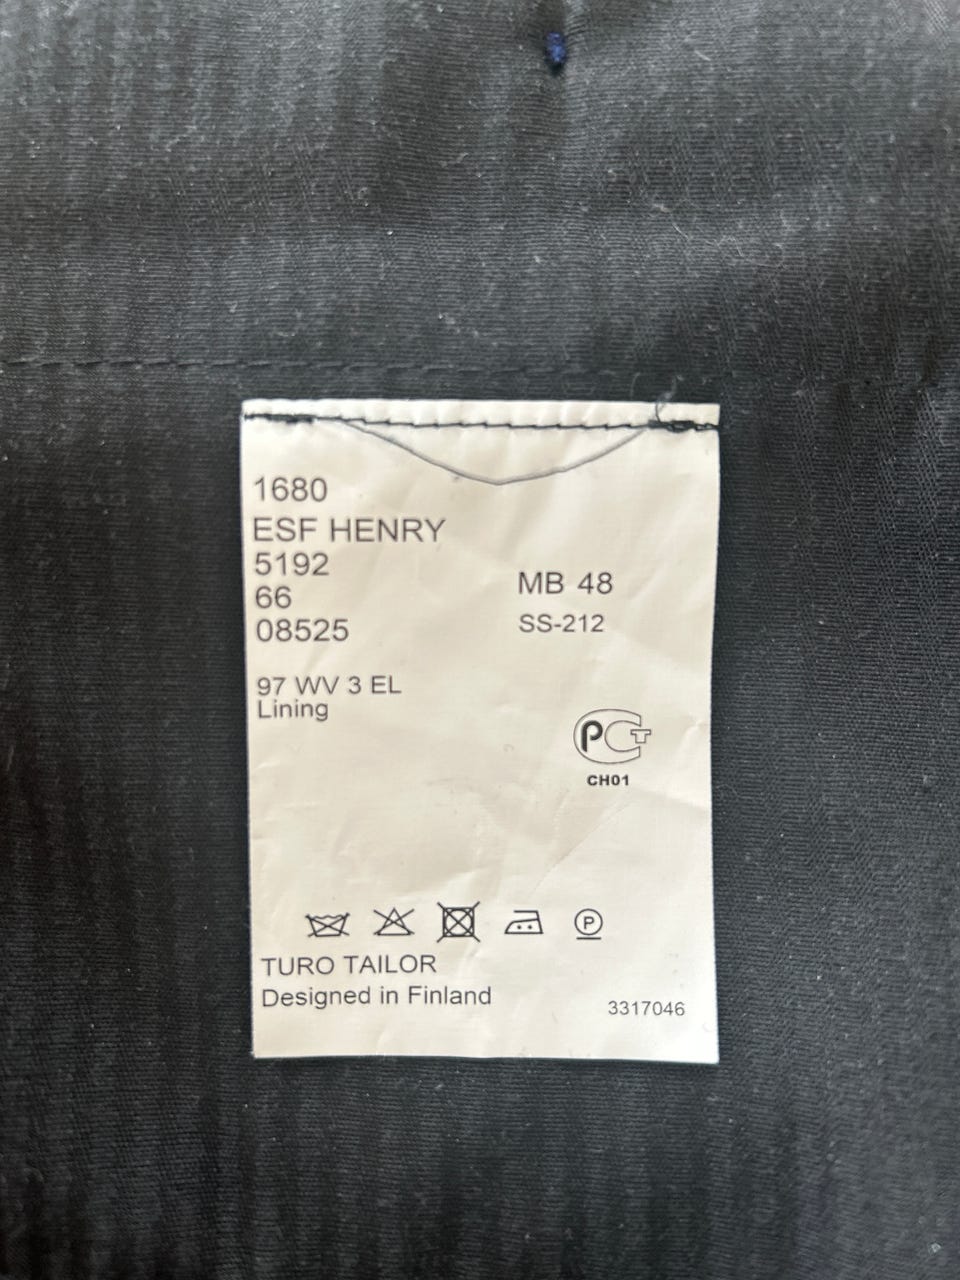 1680
ESF HENRY
5192
66
08525
MB 48
SS-212
97 WV 3 EL
Lining
РСТ
CH01
P
TURO TAILOR
Designed in Finland
3317046